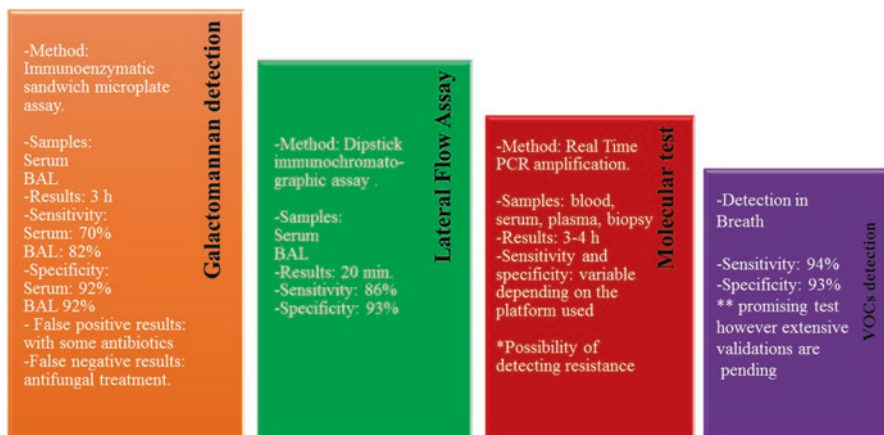 -Method:
Immunoenzymatic
sandwich microplate
assay.
-Samples:
Serum
BAL
-Results: 3 h
-Sensitivity:
Serum: 70%
BAL: 82%
-Specificity:
Serum: 92%
BAL 92%
- False positive results:
with some antibiotics
-False negative results:
antifungal treatment.
Galactomannan detection
-Method: Dipstick
immunochromato-
graphic assay .
-Samples:
Serum
BAL
-Results: 20 min.
-Sensitivity: 86%
-Specificity: 93%
Lateral Flow Assay
-Method: Real Time
PCR amplification.
-Samples: blood,
serum, plasma, biopsy
-Results: 3-4 h
-Sensitivity and
specificity: variable
depending on the
platform used
*Possibility of
detecting resistance
Molecular test
-Detection in
Breath
-Sensitivity: 94%
-Specificity: 93%
** promising test
however extensive
validations are
pending
VOCs detection